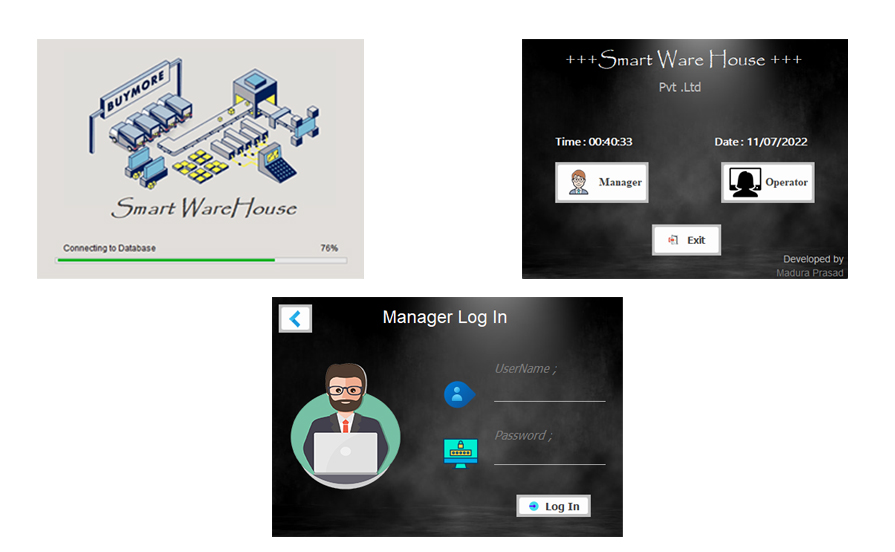 BUYMORE
Smart WareHouse
Connecting to Database 76%
+++Smart Ware House +++
Pvt .Ltd
Time : 00:40:33 Date : 11/07/2022
Manager Operator
Exit
Developed by
Madura Prasad
Manager Log In
UserName ;
Password ;
Log In